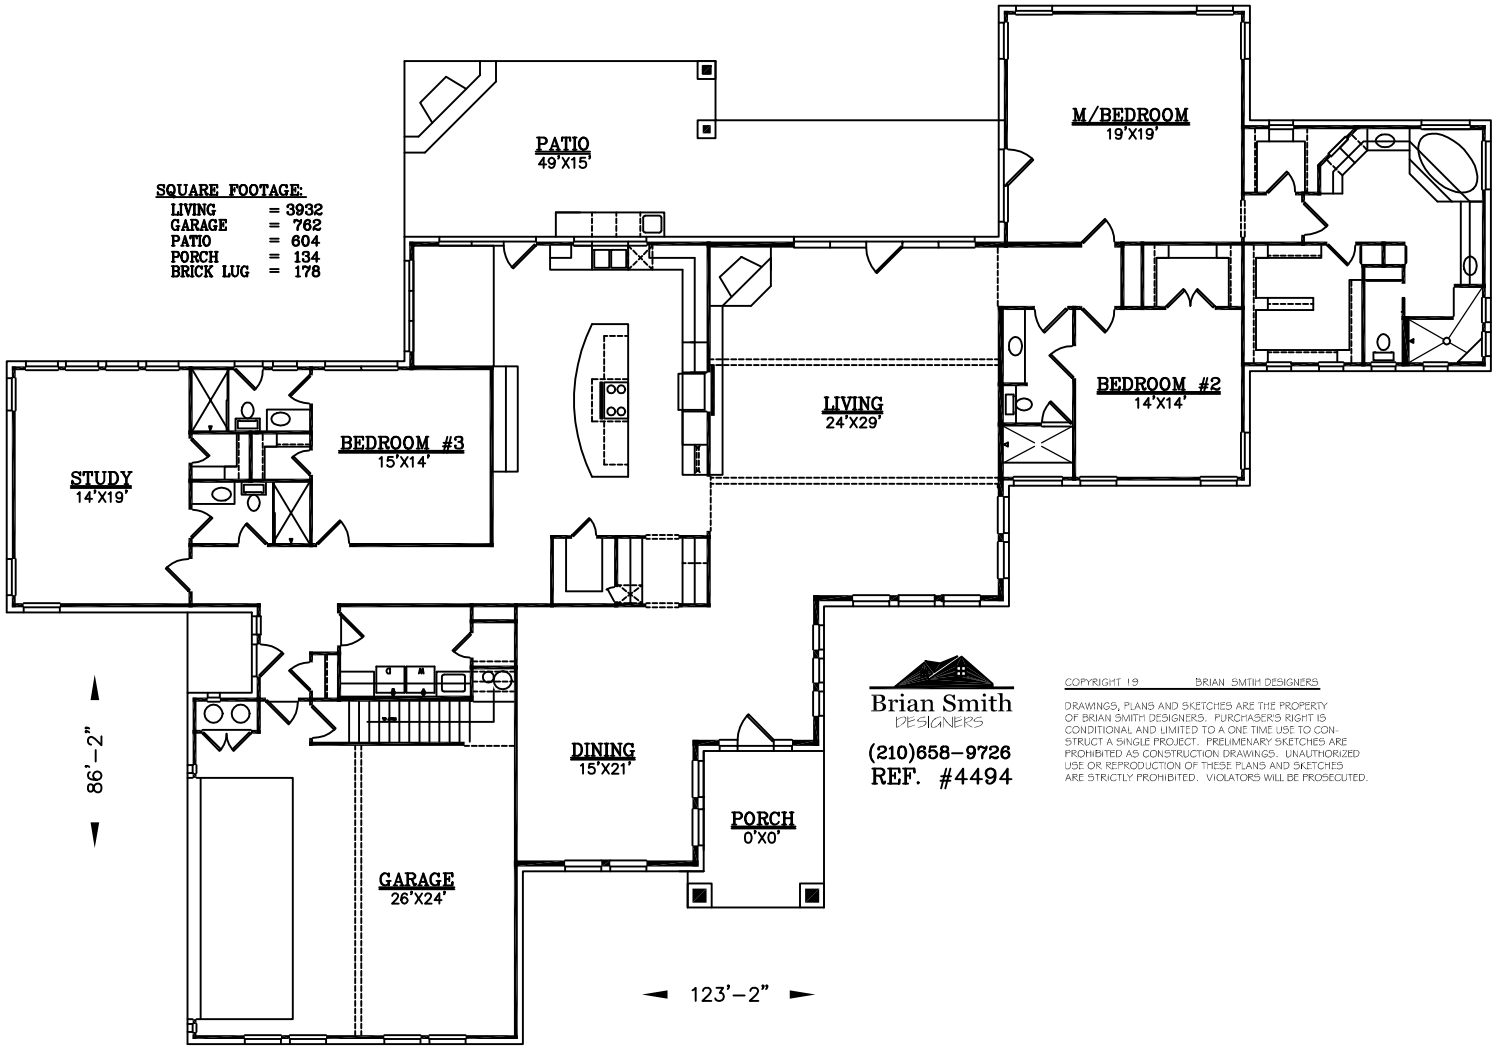 M/BEDROOM
19'X19'
PATIO
49'X15'
SQUARE FOOTAGE:
LIVING = 3932
GARAGE = 762
PATIO = 604
PORCH = 134
BRICK LUG = 178
BEDROOM #2
14'X14'
LIVING
24'X29'
BEDROOM #3
15'X14'
STUDY
14'X19'
D
W
Brian Smith
DESIGNERS
(210)658-9726
REF. #4494
COPYRIGHT 19 BRIAN SMTIH DESIGNERS
DRAWINGS, PLANS AND SKETCHES ARE THE PROPERTY
OF BRIAN SMITH DESIGNERS. PURCHASER'S RIGHT IS
CONDITIONAL AND LIMITED TO A ONE TIME USE TO CON-
STRUCT A SINGLE PROJECT. PRELIMENARY SKETCHES ARE
PROHIBITED AS CONSTRUCTION DRAWINGS. UNAUTHORIZED
USE OR REPRODUCTION OF THESE PLANS AND SKETCHES
ARE STRICTLY PROHIBITED. VIOLATORS WILL BE PROSECUTED.
86'-2"
DINING
15'X21'
PORCH
0'X0'
GARAGE
26'X24'
123'-2"